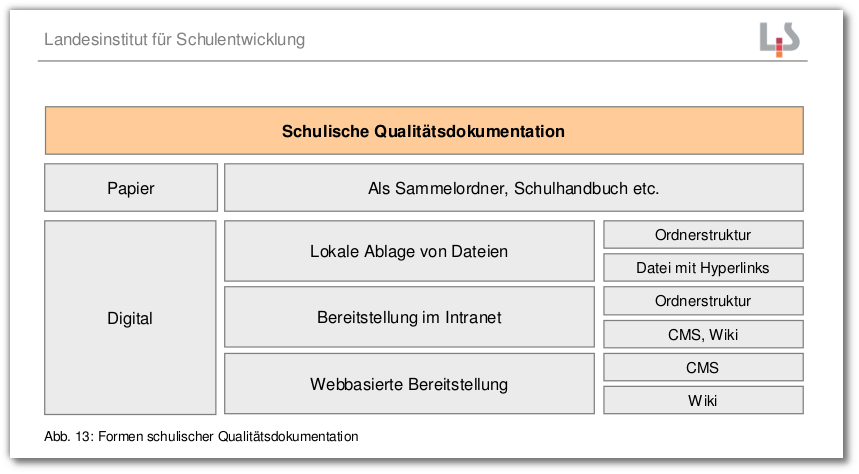 Landesinstitut für Schulentwicklung
LiS
Schulische Qualitätsdokumentation
Papier
Als Sammelordner, Schulhandbuch etc.
Digital
Lokale Ablage von Dateien
Ordnerstruktur
Datei mit Hyperlinks
Bereitstellung im Intranet
Ordnerstruktur
CMS, Wiki
Webbasierte Bereitstellung
CMS
Wiki
Abb. 13: Formen schulischer Qualitätsdokumentation